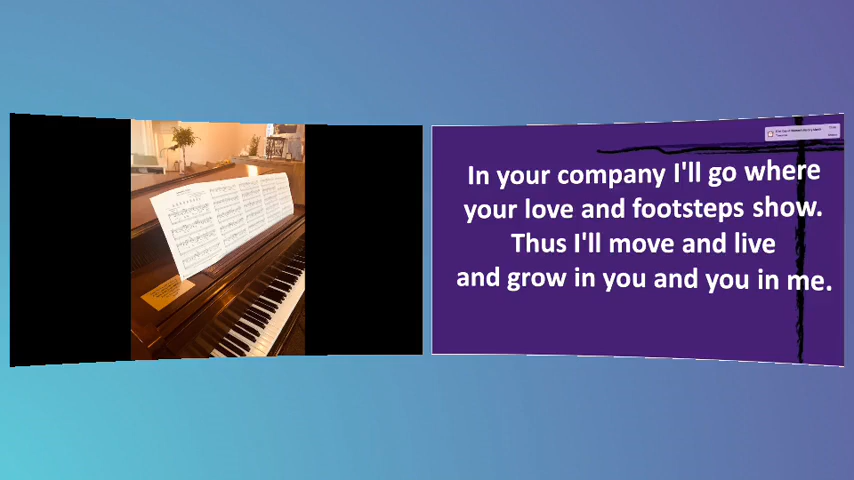 In your company I'll go where
your love and footsteps show.
Thus I'll move and live
and grow in you and you in me.